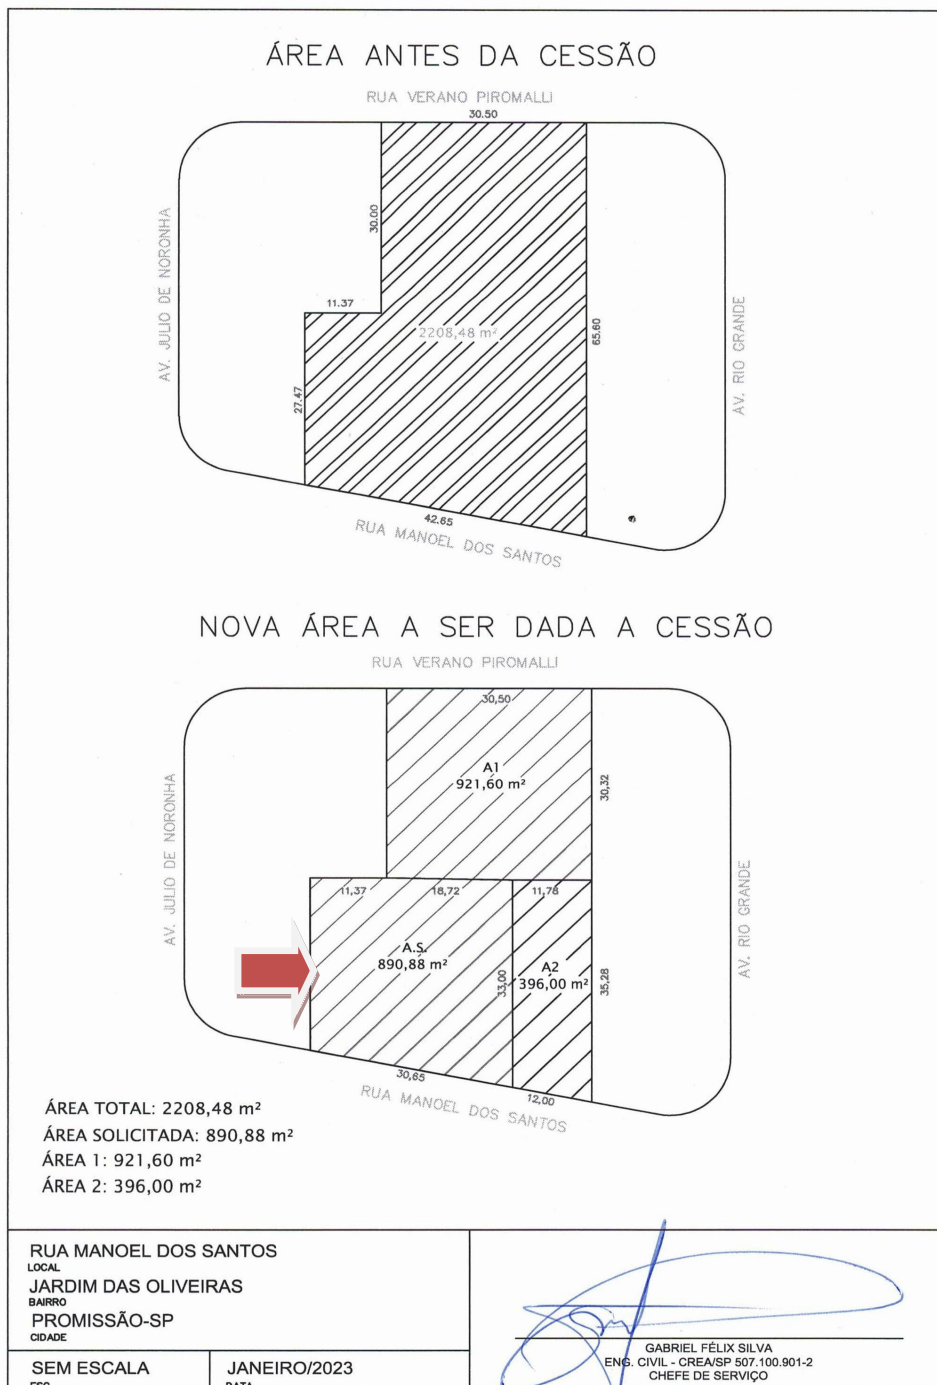 ÁREA ANTES DA CESSÃO
RUA VERANO PIROMALLI
30.50
30.00
11.37
2208,48 m²
65.60
27.47
42.65
AV. JULIO DE NORONHA
AV. RIO GRANDE
RUA MANOEL DOS SANTOS
NOVA ÁREA A SER DADA A CESSÃO
RUA VERANO PIROMALLI
30,50
A1
921,60 m²
30,32
AV. JULIO DE NORONHA
11,37
18,72
11,78
A.S.
890,88 m²
33,00
A2
396,00 m²
35,28
AV. RIO GRANDE
30,65
12,00
RUA MANOEL DOS SANTOS
ÁREA TOTAL: 2208,48 m²
ÁREA SOLICITADA: 890,88 m²
ÁREA 1: 921,60 m²
ÁREA 2: 396,00 m²
RUA MANOEL DOS SANTOS
LOCAL
JARDIM DAS OLIVEIRAS
BAIRRO
PROMISSÃO-SP
CIDADE
SEM ESCALA
JANEIRO/2023
GABRIEL FÉLIX SILVA
ENG. CIVIL - CREA/SP 507.100.901-2
CHEFE DE SERVIÇO